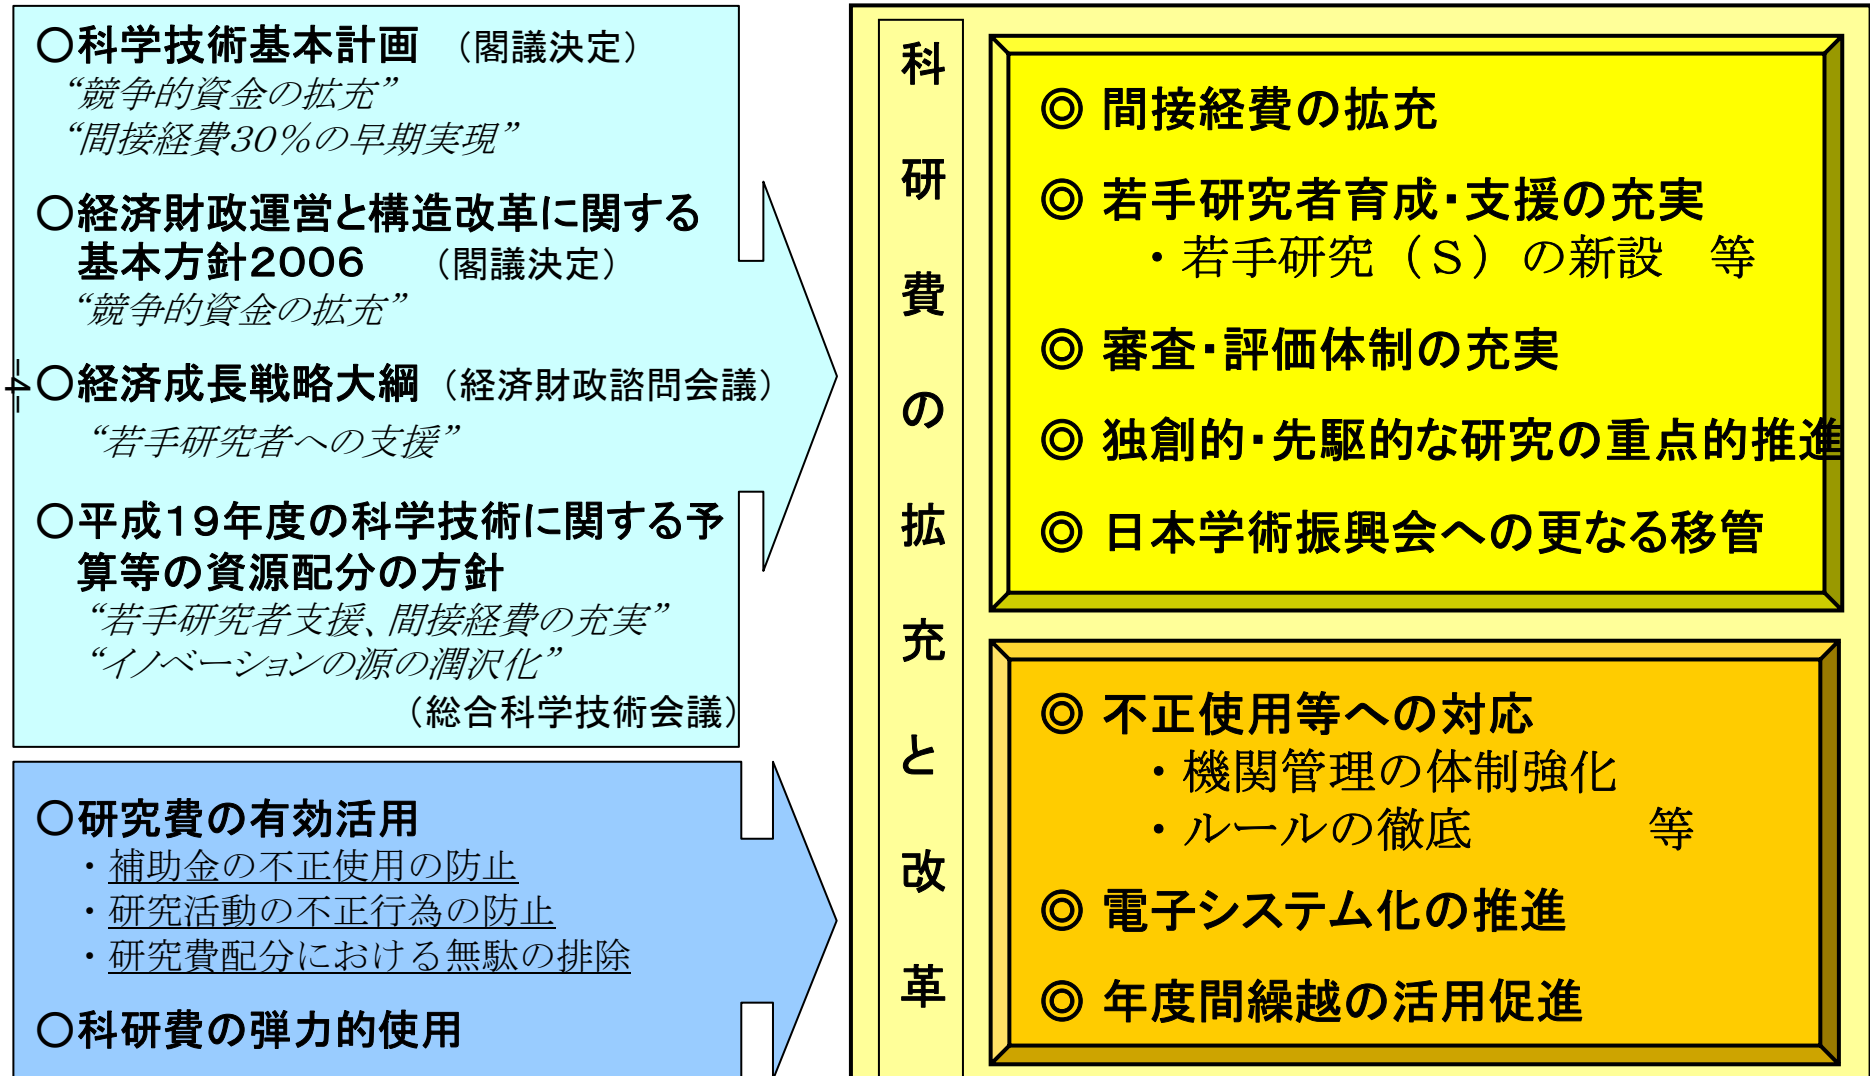 ○科学技術基本計画 （閣議決定）
“競争的資金の拡充”
“間接経費30％の早期実現”
○経済財政運営と構造改革に関する
基本方針2006 （閣議決定）
“競争的資金の拡充”
○経済成長戦略大綱（経済財政諮問会議）
“若手研究者への支援”
○平成19年度の科学技術に関する予
算等の資源配分の方針
“若手研究者支援、間接経費の充実”
“イノベーションの源の潤沢化”
（総合科学技術会議）
-4-
○研究費の有効活用
・補助金の不正使用の防止
・研究活動の不正行為の防止
・研究費配分における無駄の排除
○科研費の弾力的使用
科研費の拡充と改革
◎ 間接経費の拡充
◎ 若手研究者育成・支援の充実
・若手研究（S）の新設 等
◎ 審査・評価体制の充実
◎ 独創的・先駆的な研究の重点的推進
◎ 日本学術振興会への更なる移管
◎ 不正使用等への対応
・機関管理の体制強化
・ルールの徹底 等
◎ 電子システム化の推進
◎ 年度間繰越の活用促進